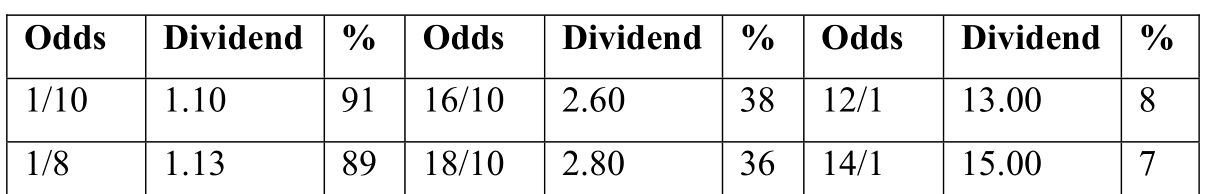 Odds Dividend % Odds Dividend % Odds Dividend %
1/10 1.10 91 16/10 2.60 38 12/1 13.00 8
1/8 1.13 89 18/10 2.80 36 14/1 15.00 7